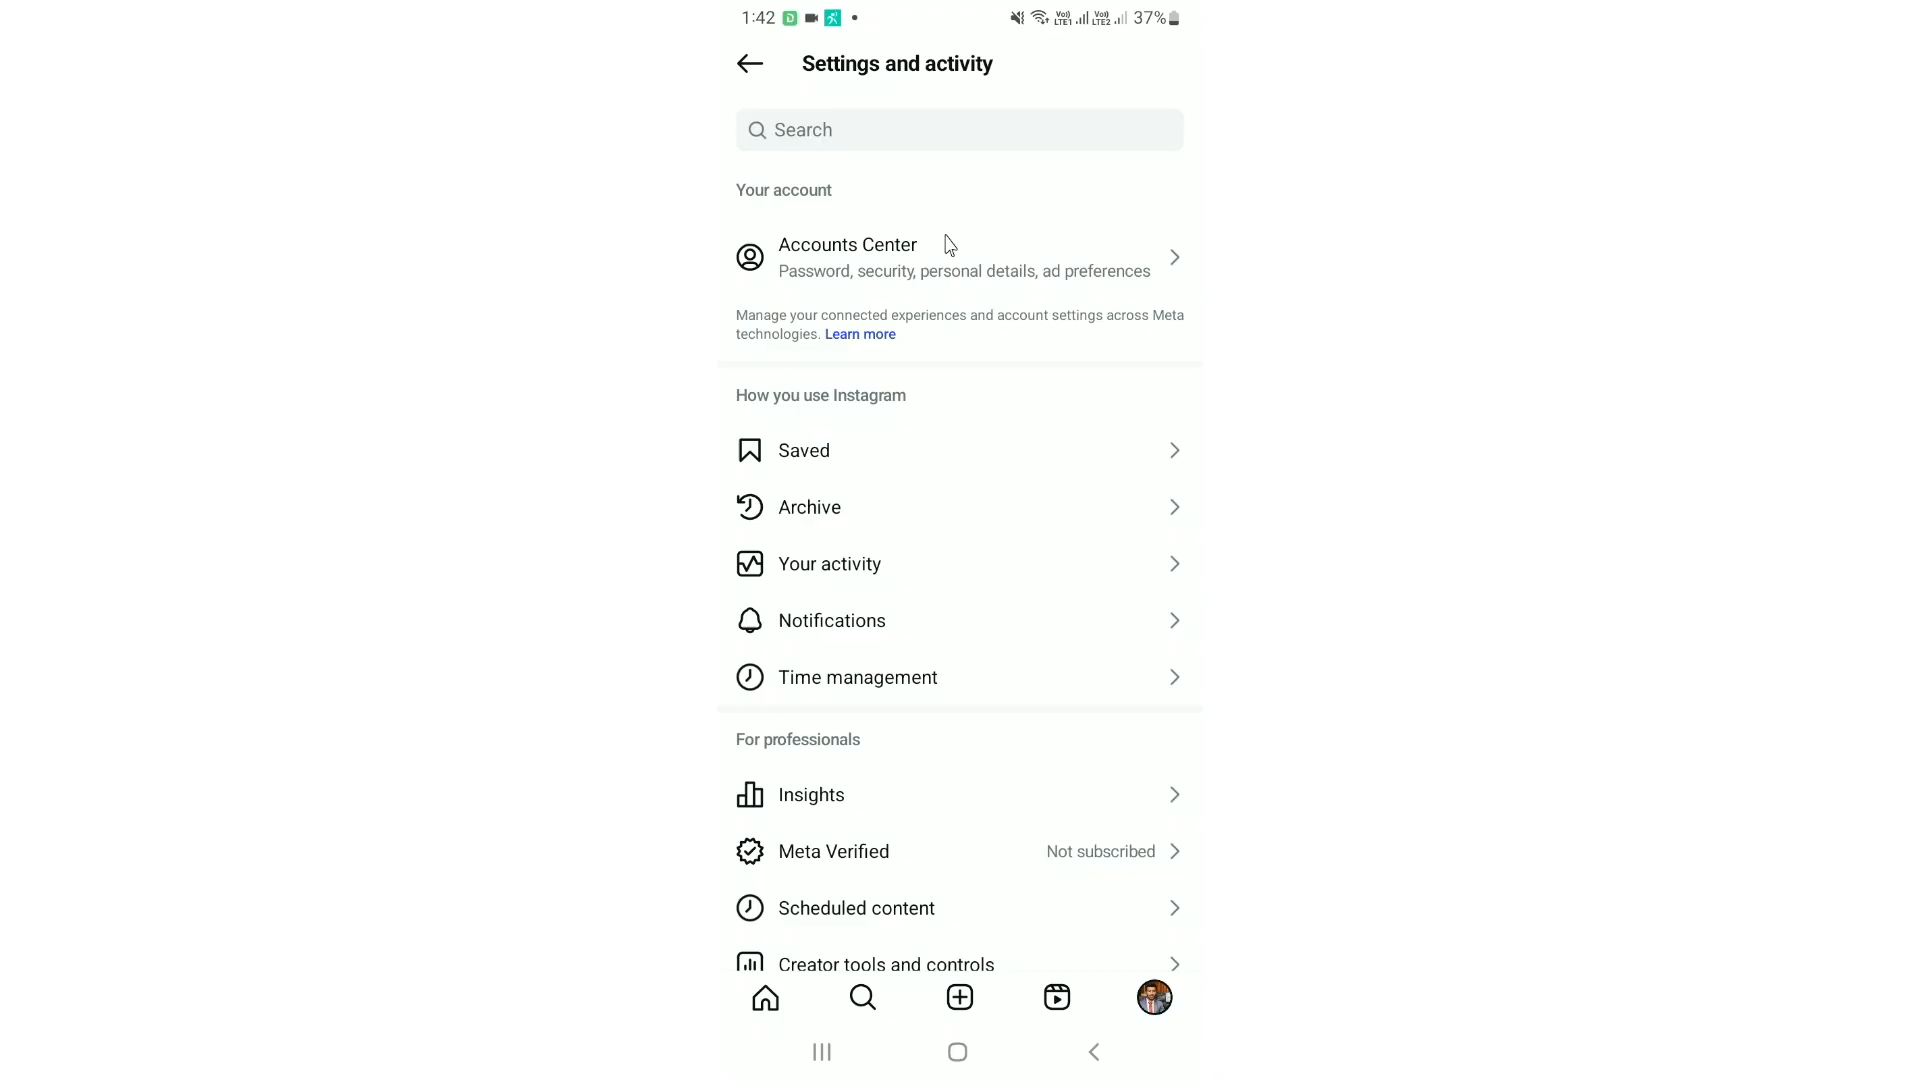 1:42 37%
Settings and activity
Search
Your account
Accounts Center
Password, security, personal details, ad preferences
Manage your connected experiences and account settings across Meta
technologies. Learn more
How you use Instagram
Saved
Archive
Your activity
Notifications
Time management
For professionals
Insights
Meta Verified Not subscribed
Scheduled content
Creator tools and controls